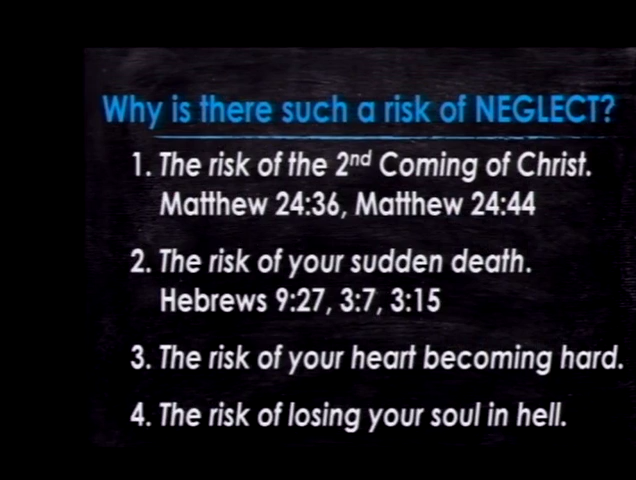 Why is there such a risk of NEGLECT?
1. The risk of the 2nd Coming of Christ.
Matthew 24:36, Matthew 24:44
2. The risk of your sudden death.
Hebrews 9:27, 3:7, 3:15
3. The risk of your heart becoming hard.
4. The risk of losing your soul in hell.